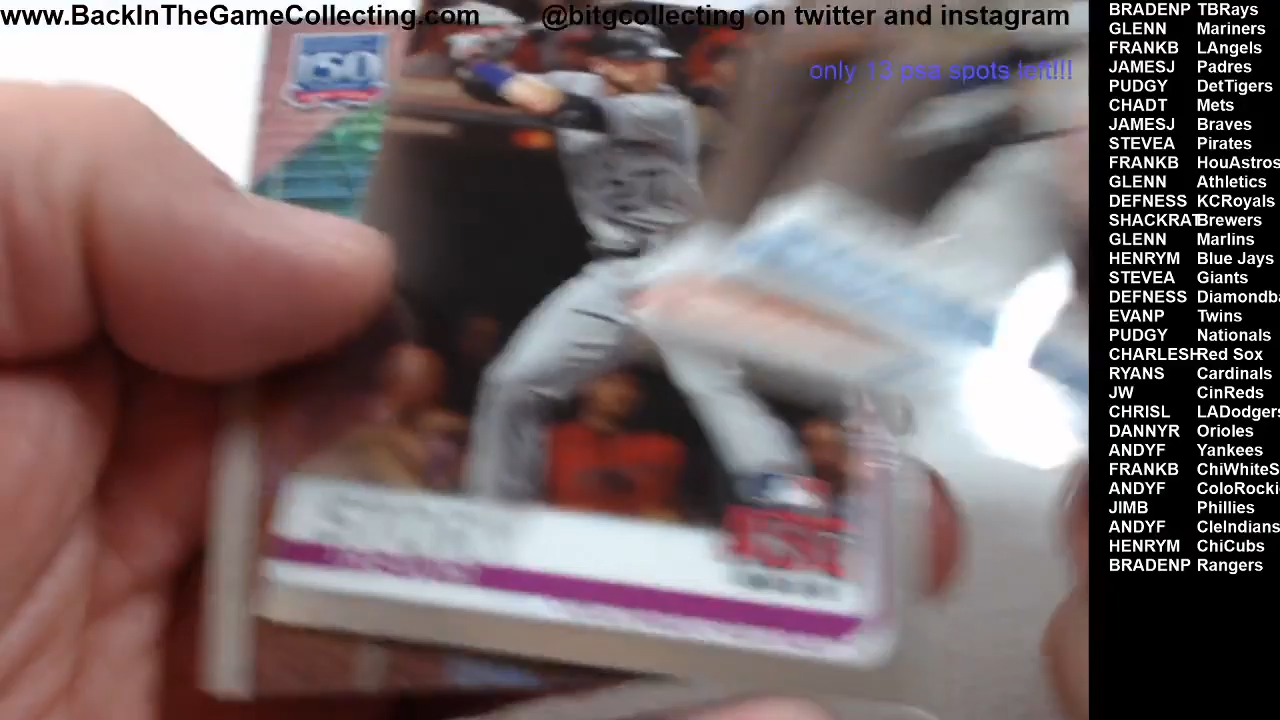 www.BackInTheGameCollecting.com @bitgcollecting on twitter and instagram
only 13 psa spots left!!!
150
BRADENP TBRays
GLENN Mariners
FRANKB LAngels
JAMESJ Padres
PUDGY DetTigers
CHADT Mets
JAMESJ Braves
STEVEA Pirates
FRANKB HouAstros
GLENN Athletics
DEFNESS KCRoyals
SHACKRAT Brewers
GLENN Marlins
HENRYM Blue Jays
STEVEA Giants
DEFNESS Diamondb
EVANP Twins
PUDGY Nationals
CHARLESH Red Sox
RYANS Cardinals
JW CinReds
CHRISL LADodgers
DANNYR Orioles
ANDYF Yankees
FRANKB ChiWhiteS
ANDYF ColoRocki
JIMB Phillies
ANDYF CleIndians
HENRYM ChiCubs
BRADENP Rangers